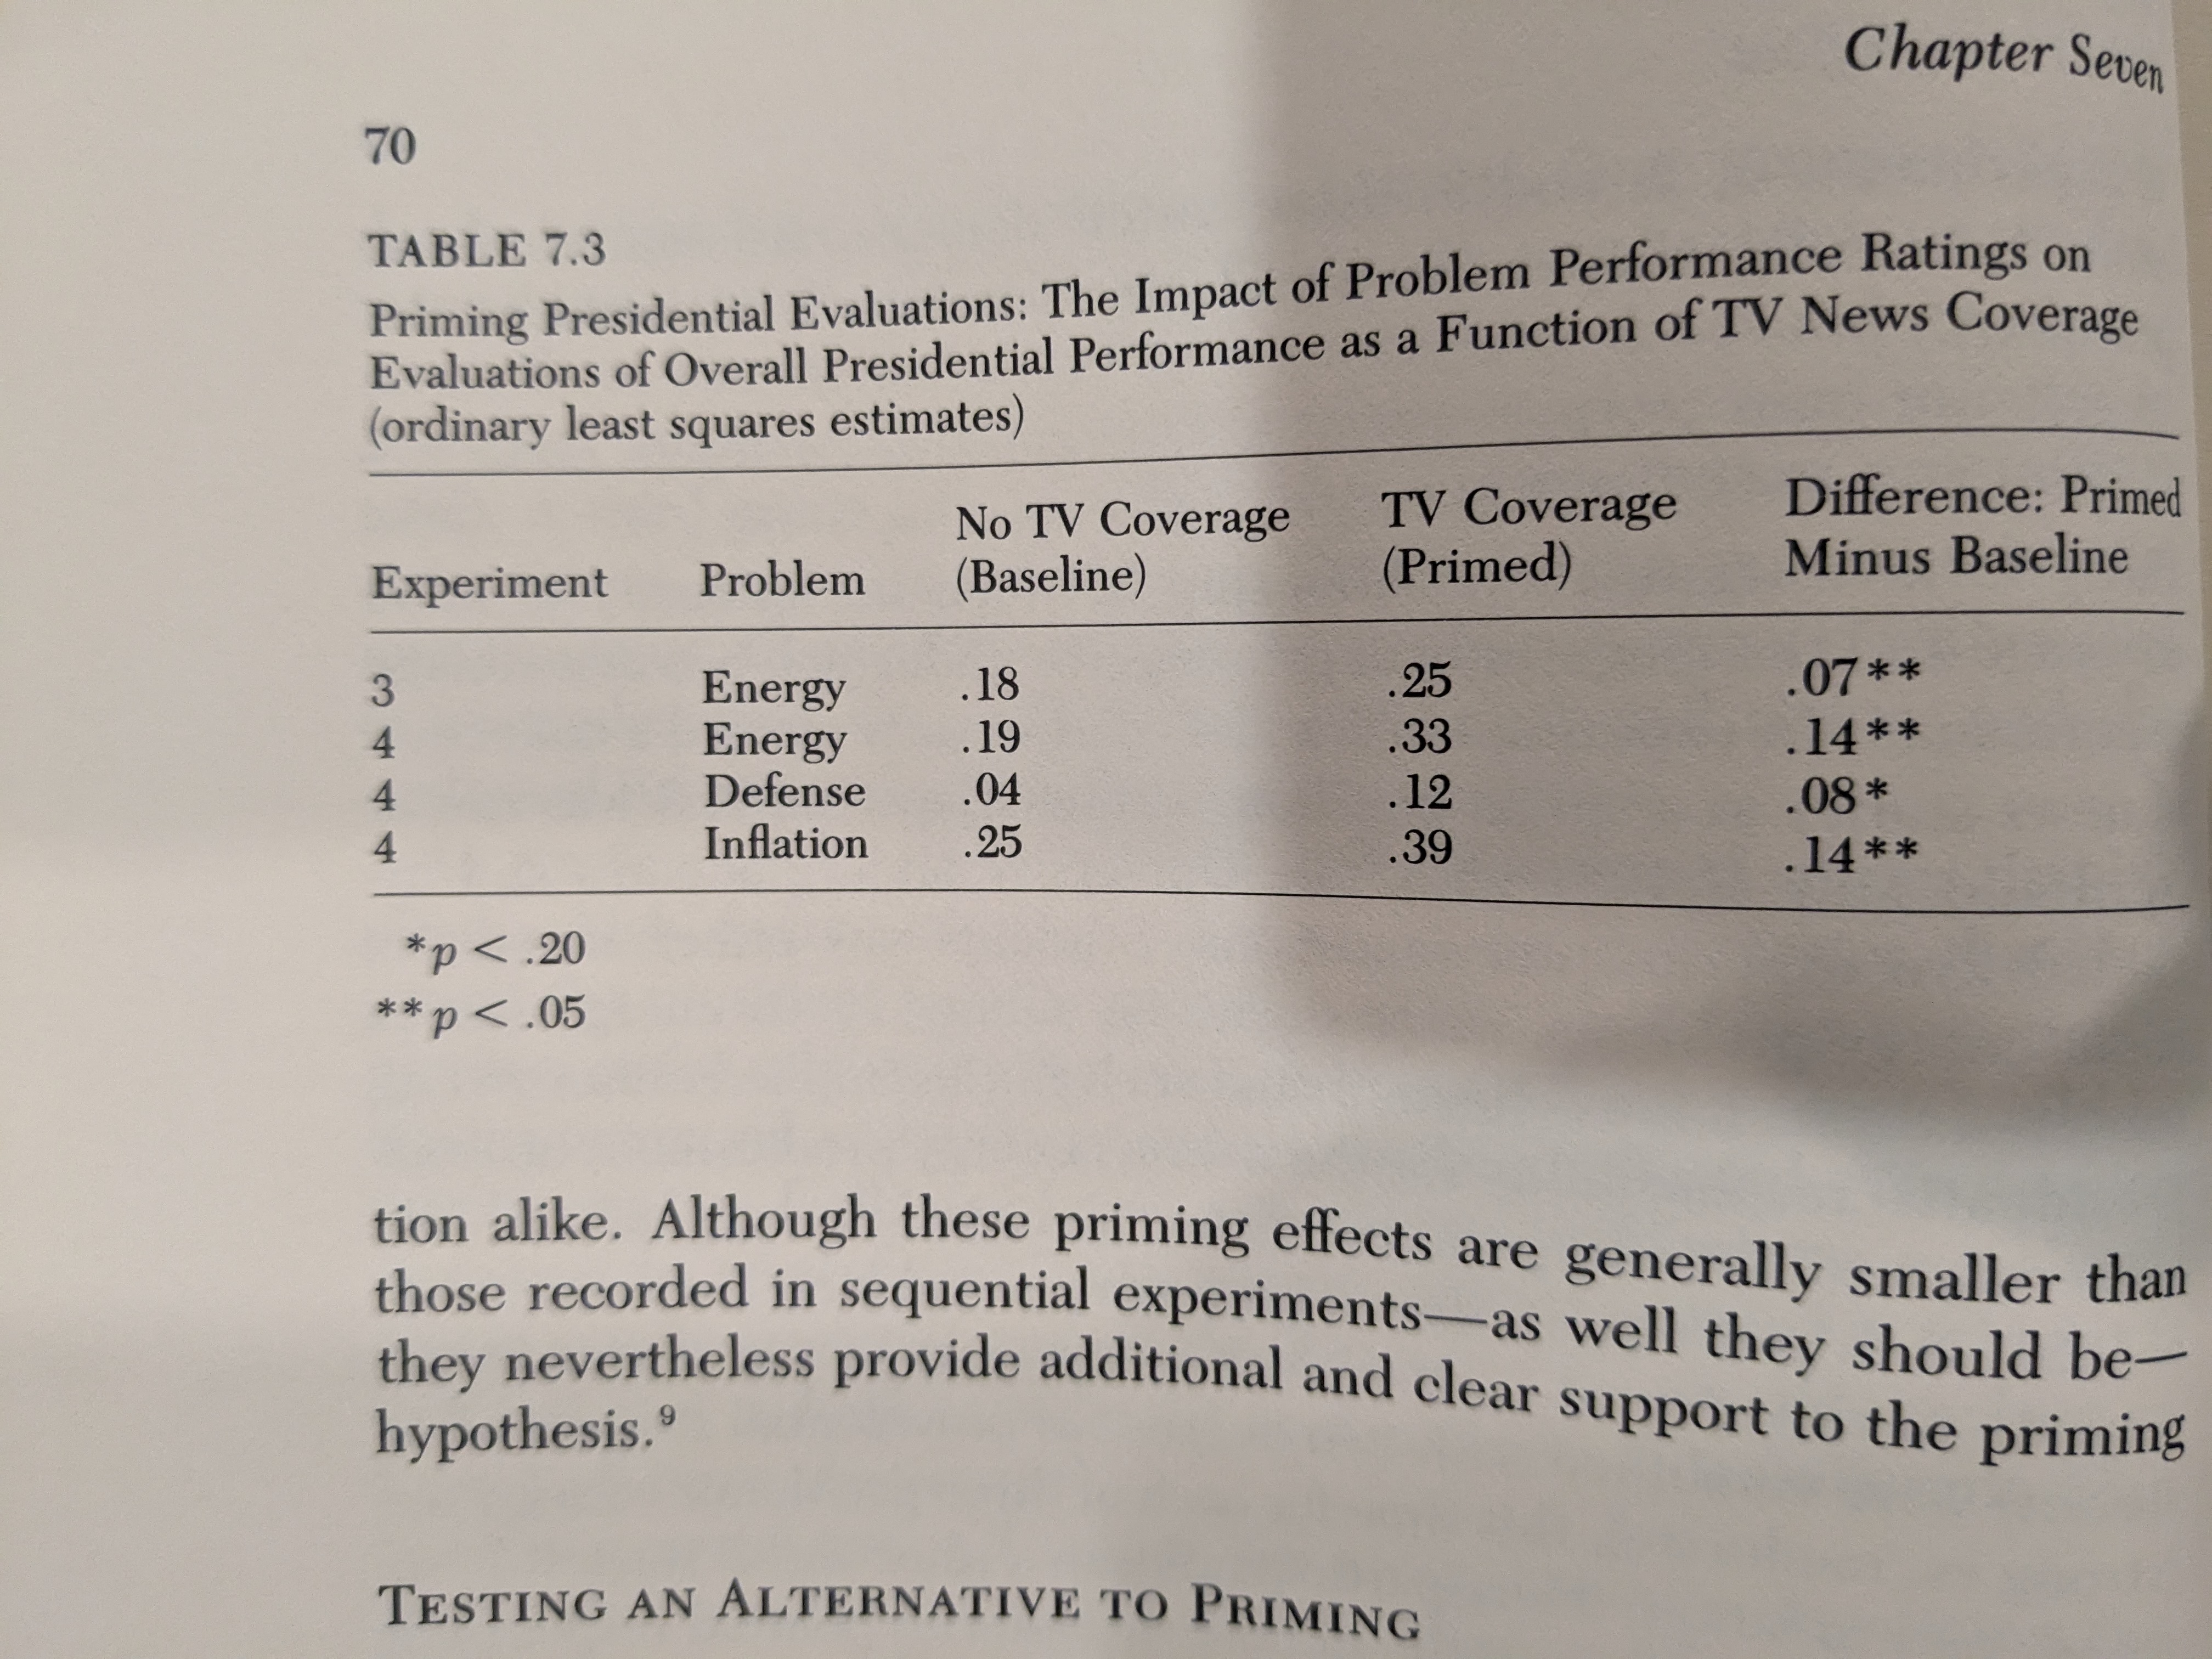 Chapter Seven
70
TABLE 7.3
Priming Presidential Evaluations: The Impact of Problem Performance Ratings on
Evaluations of Overall Presidential Performance as a Function of TV News Coverage
(ordinary least squares estimates)
Experiment Problem No TV Coverage (Baseline) TV Coverage (Primed) Difference: Primed Minus Baseline
3 Energy .18 .25 .07**
4 Energy .19 .33 .14**
4 Defense .04 .12 .08*
4 Inflation .25 .39 .14**
*p < .20
**p < .05
tion alike. Although these priming effects are generally smaller than
those recorded in sequential experiments—as well they should be—
they nevertheless provide additional and clear support to the priming
hypothesis.⁹
TESTING AN ALTERNATIVE TO PRIMING